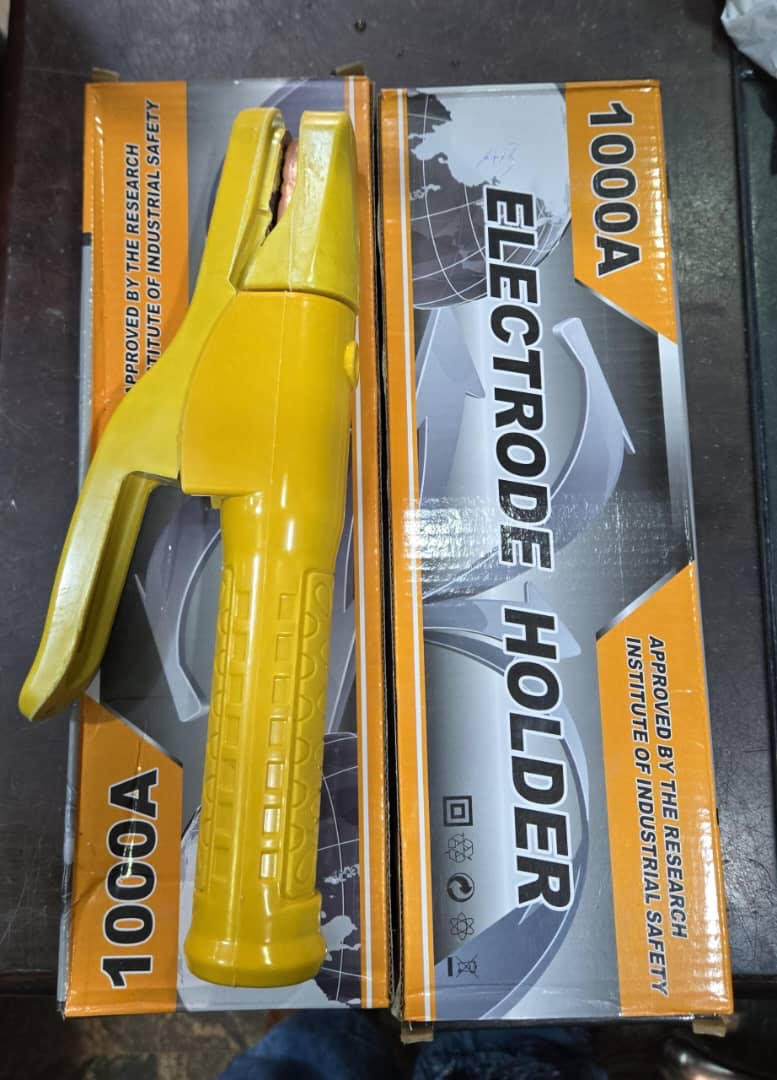 APPROVED BY THE RESEARCH
INSTITUTE OF INDUSTRIAL SAFETY
1000A
1000A
ELECTRODE HOLDER
APPROVED BY THE RESEARCH
INSTITUTE OF INDUSTRIAL SAFETY